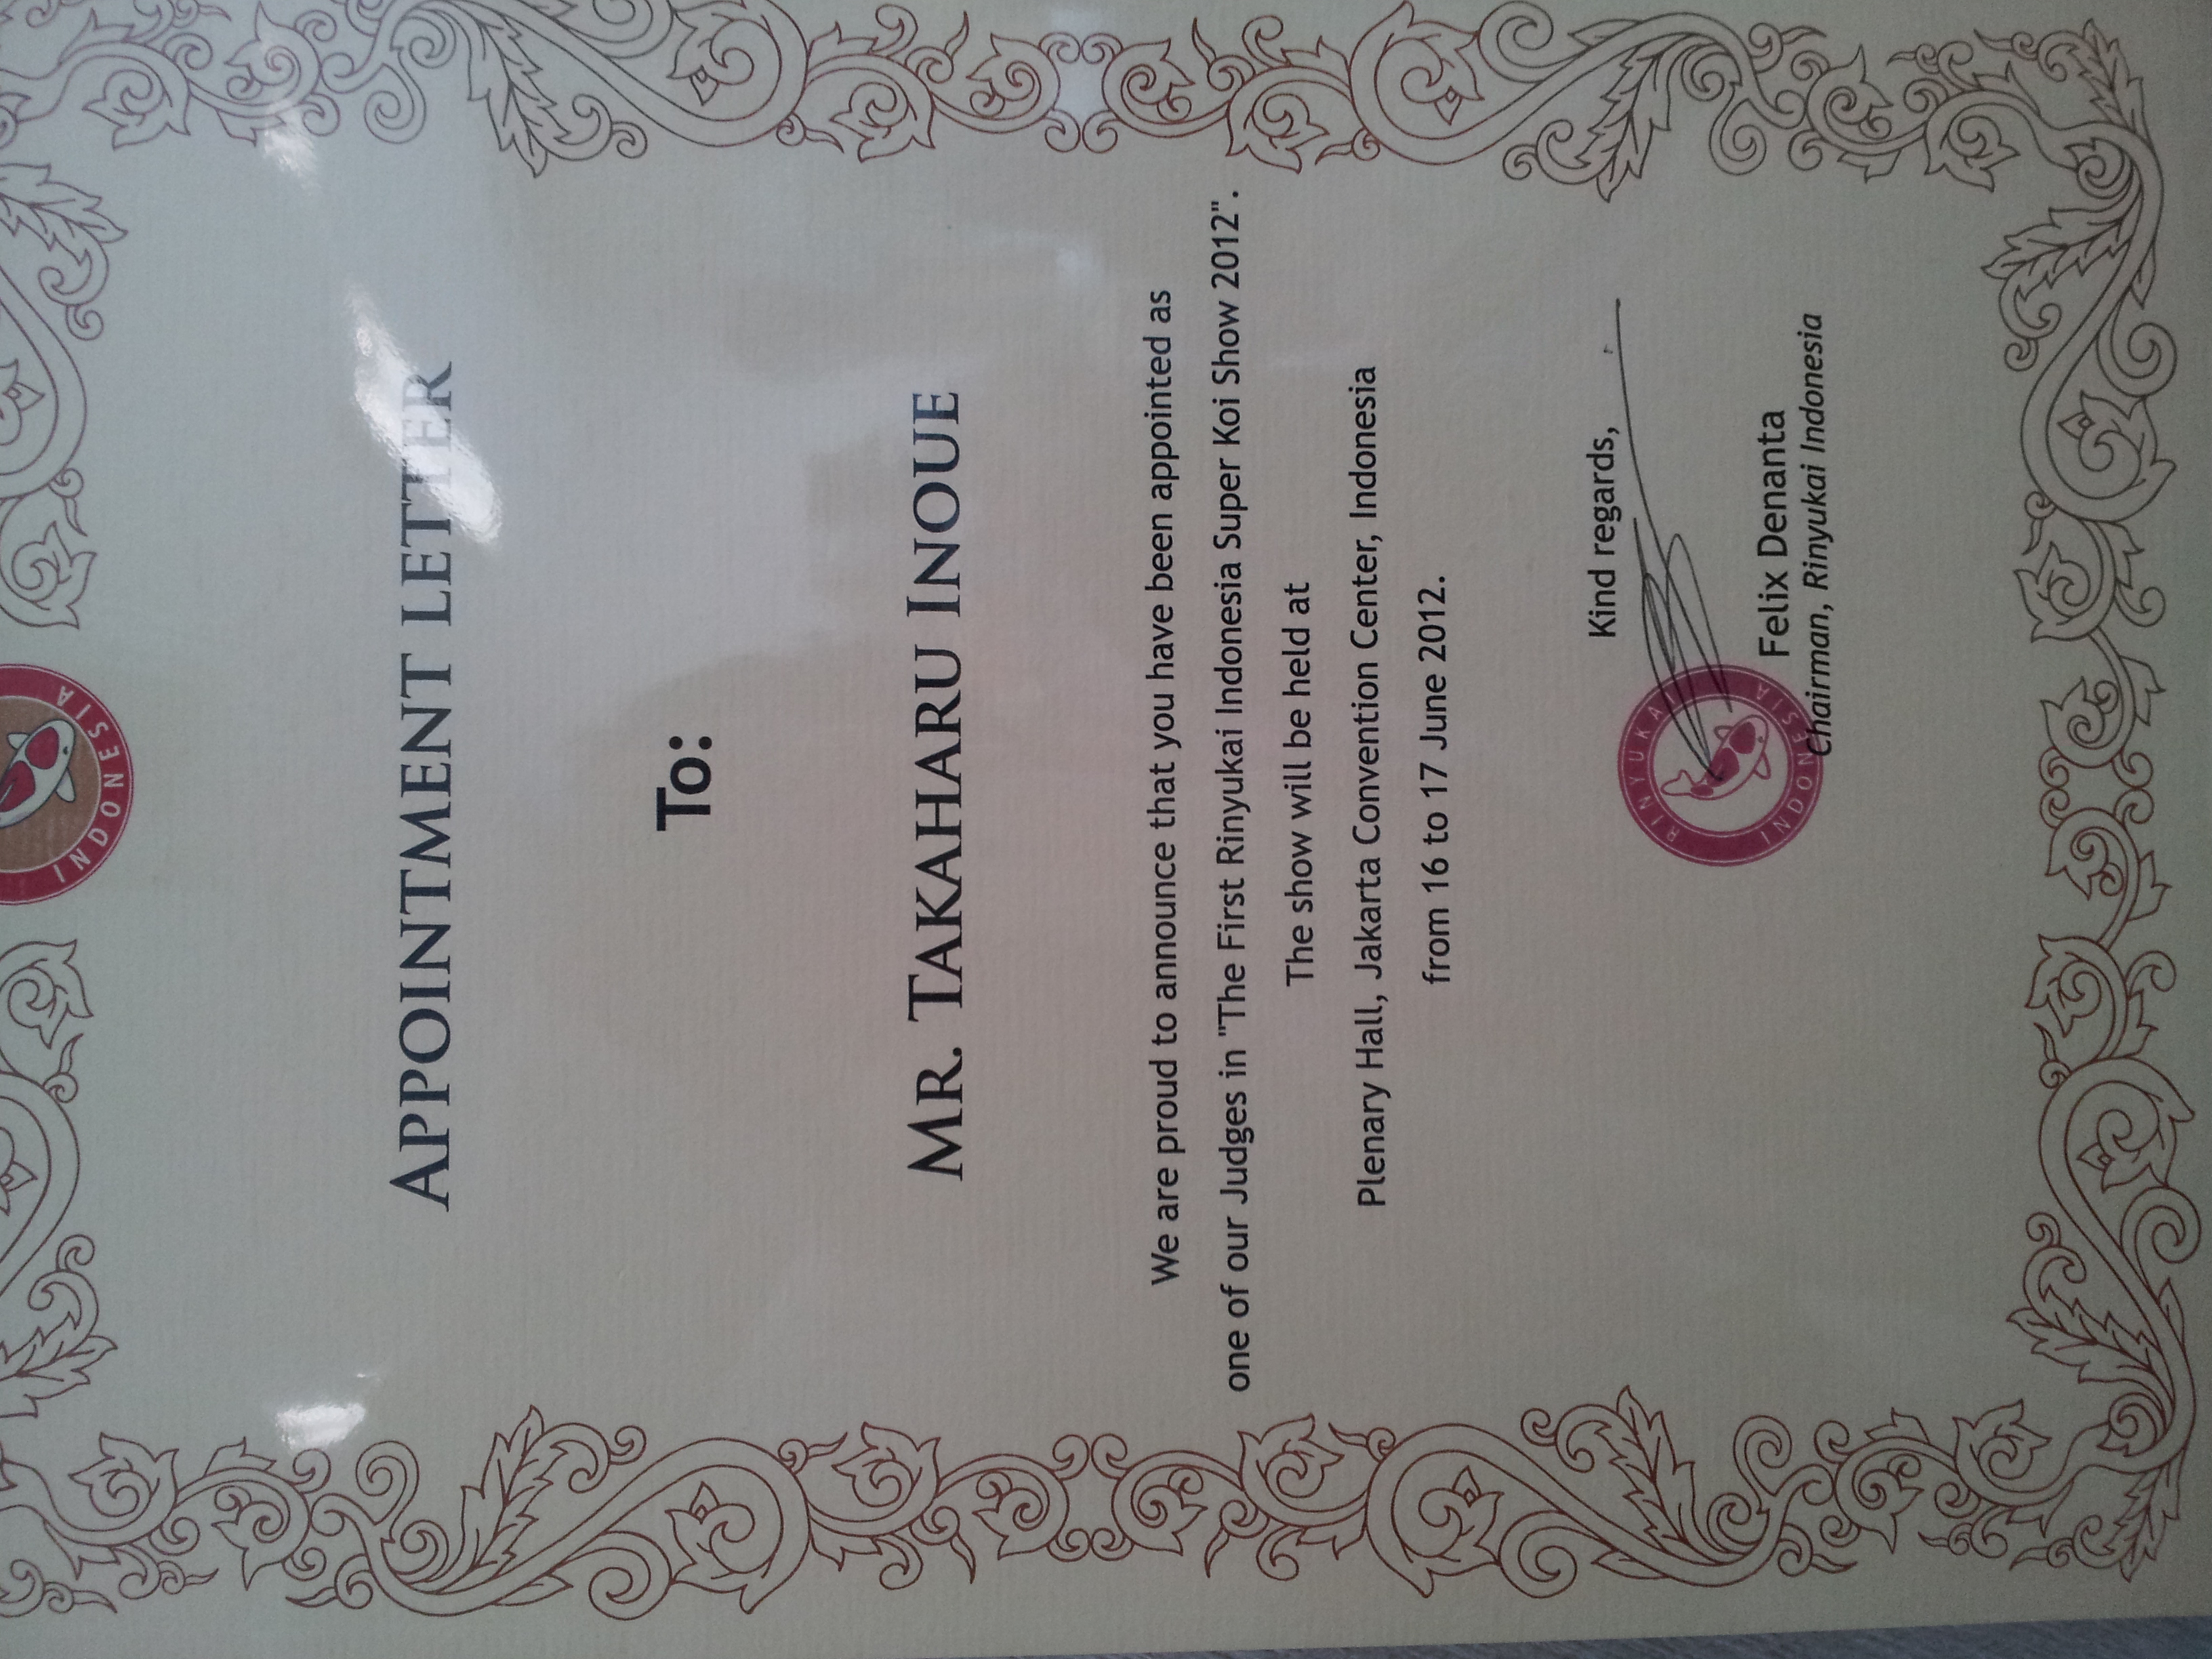 INDONESIA
APPOINTMENT LETTER
To:
MR. TAKAHARU INOUE
We are proud to announce that you have been appointed as
one of our Judges in "The First Rinyukai Indonesia Super Koi Show 2012".
The show will be held at
Plenary Hall, Jakarta Convention Center, Indonesia
from 16 to 17 June 2012.
Kind regards,
RINYUKAI
INDONESIA
Felix Denanta
Chairman, Rinyukai Indonesia